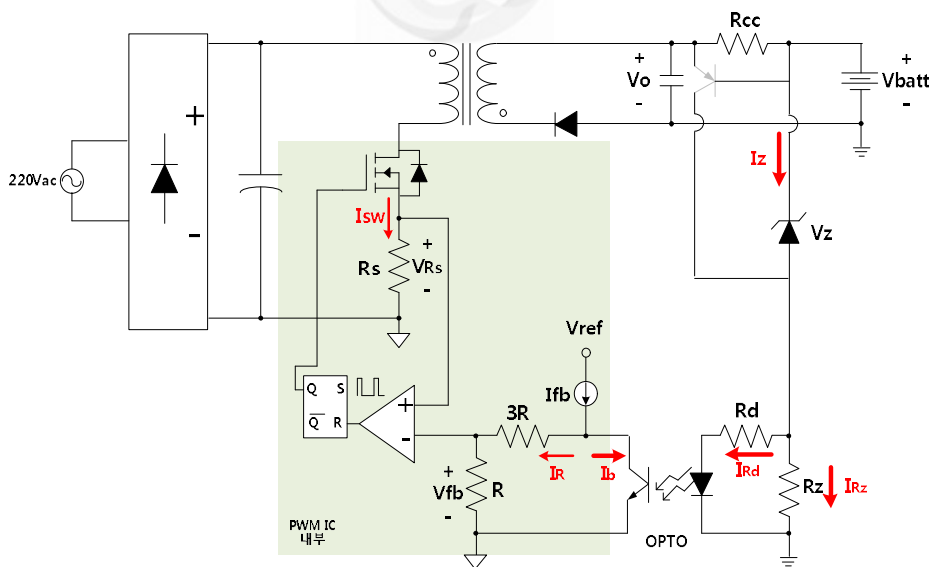 Rcc
+
Vo
-
+
Vbatt
-
220Vac
+
-
Iz
Vz
Isw
Rs
+
VRs
-
Vref
Ifb
Q S
Q̅ R
+
-
3R
IR
Ib
Rd
IRd
Rz
IRz
+
Vfb
-
R
PWM IC
내부
OPTO